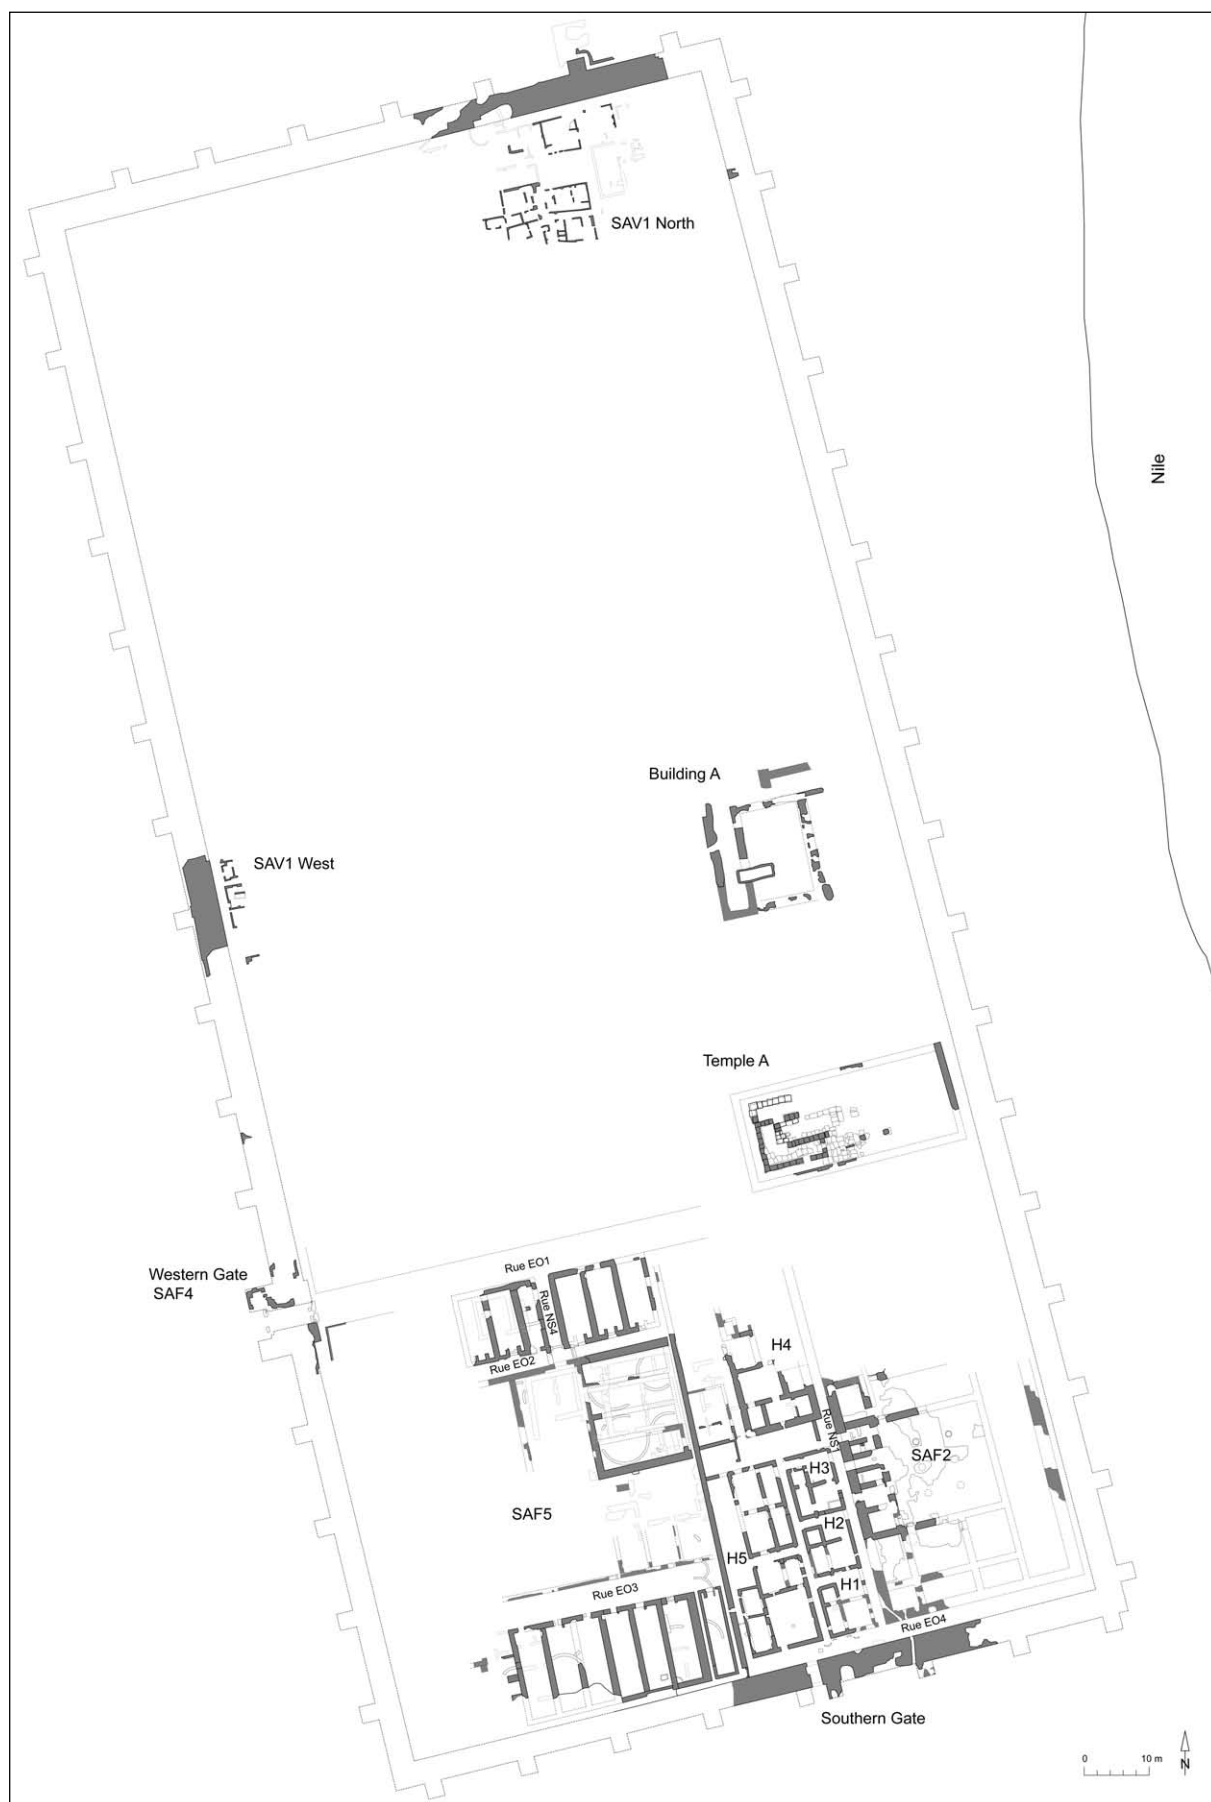 SAV1 North
Nile
Building A
SAV1 West
Temple A
Rue EO1
Western Gate
SAF4
Rue NS4
Rue EO2
H4
Rue NS1
SAF2
H3
SAF5
H2
H5
H1
Rue EO3
Rue EO4
Southern Gate
0 10 m
N